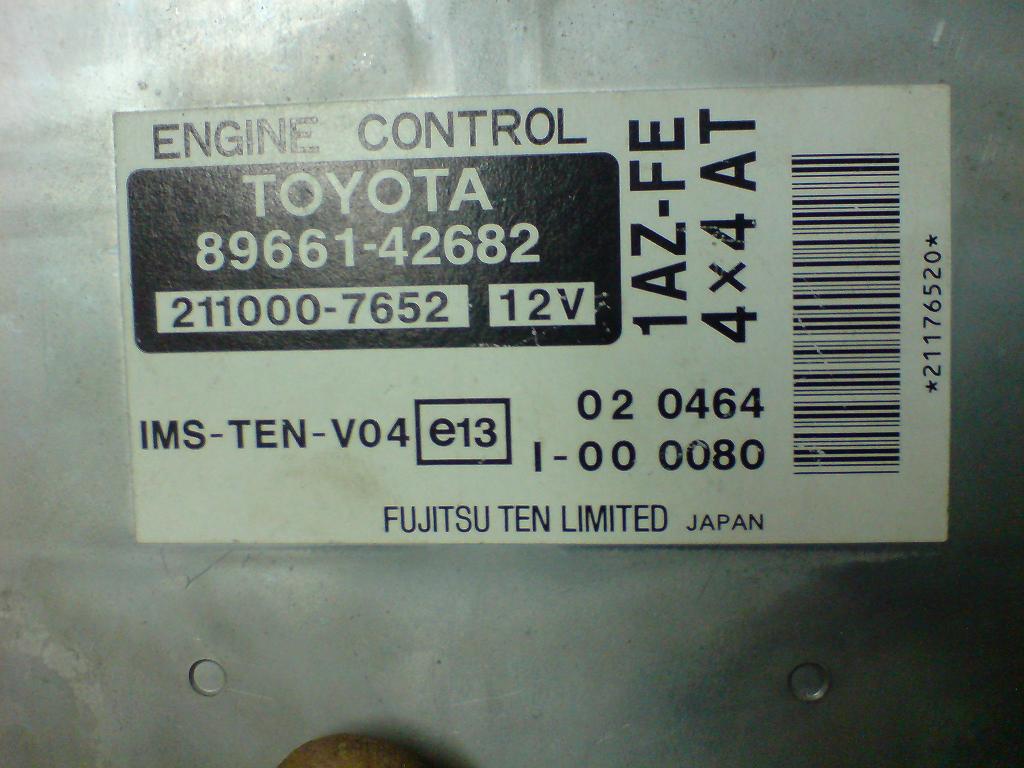 ENGINE CONTROL
TOYOTA
89661-42682
211000-7652 12V
1AZ-FE
4×4 AT
*21176520*
IMS-TEN-V04 e13
02 0464
I-00 0080
FUJITSU TEN LIMITED JAPAN